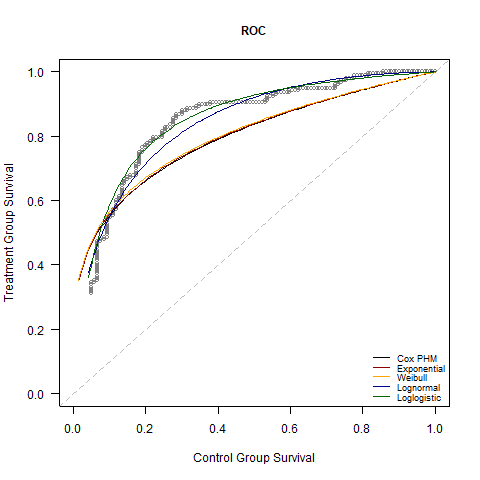 ROC
Treatment Group Survival
1.0
0.8
0.6
0.4
0.2
0.0
Cox PHM
Exponential
Weibull
Lognormal
Loglogistic
0.0 0.2 0.4 0.6 0.8 1.0
Control Group Survival